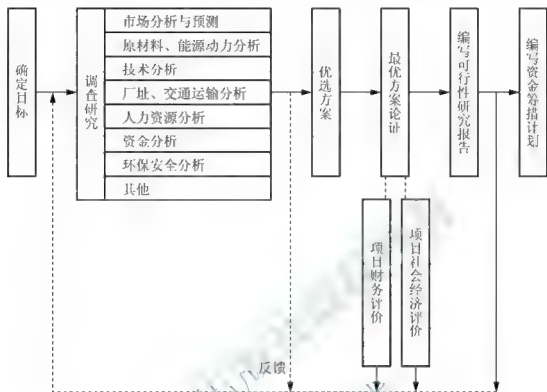 确定目标
调查研究
市场分析与预测
原材料、能源动力分析
技术分析
厂址、交通运输分析
人力资源分析
资金分析
环保安全分析
其他
优选方案
最优方案论证
编写可行性研究报告
编写资金筹措计划
项目财务评价
项目社会经济评价
反馈